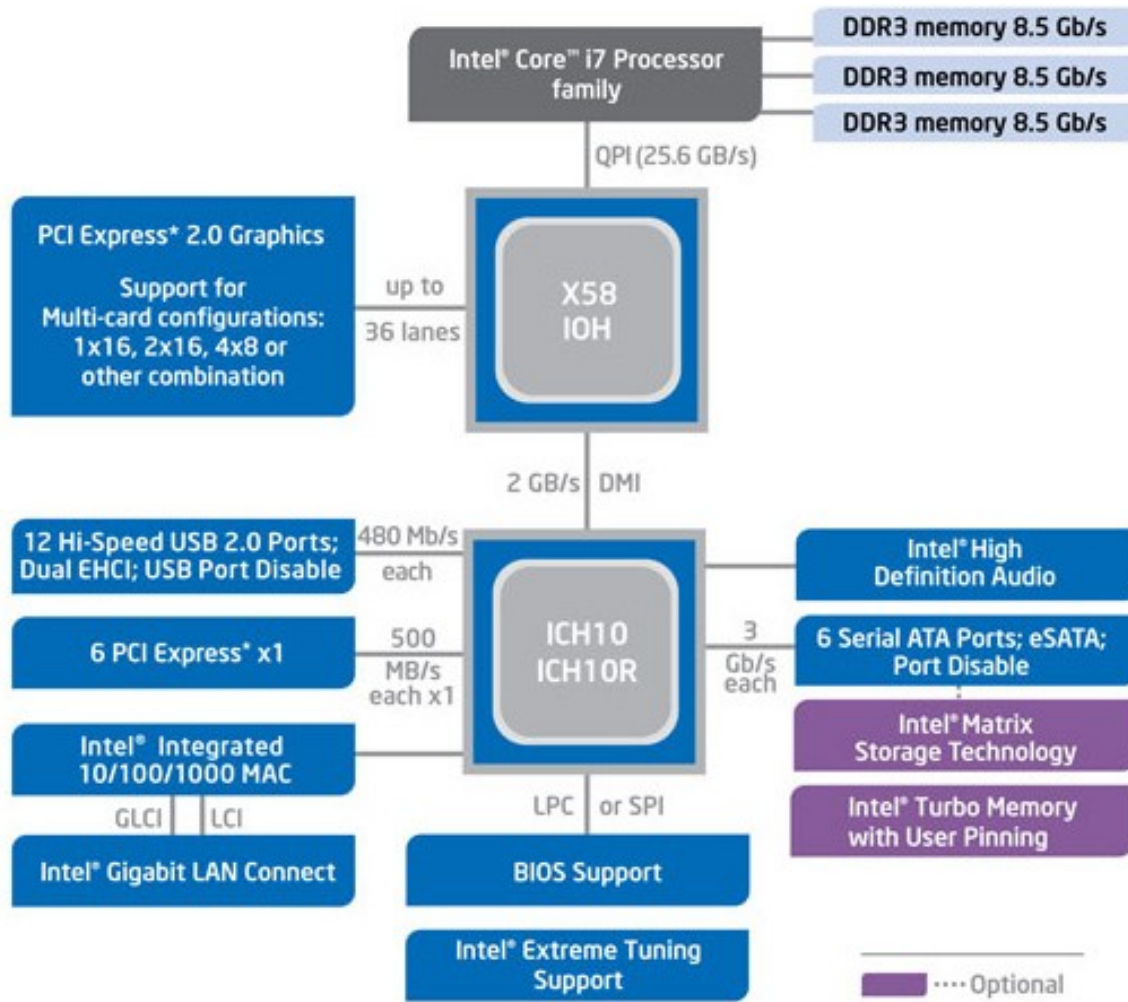 Intel® Core™ i7 Processor
family
DDR3 memory 8.5 Gb/s
DDR3 memory 8.5 Gb/s
DDR3 memory 8.5 Gb/s
QPI (25.6 GB/s)
PCI Express* 2.0 Graphics
Support for
Multi-card configurations:
1x16, 2x16, 4x8 or
other combination
up to
36 lanes
X58
IOH
2 GB/s DMI
12 Hi-Speed USB 2.0 Ports;
Dual EHCI; USB Port Disable
480 Mb/s
each
6 PCI Express* x1
500
MB/s
each x1
Intel® Integrated
10/100/1000 MAC
GLCI LCI
Intel® Gigabit LAN Connect
ICH10
ICH10R
Intel® High
Definition Audio
3
Gb/s
each
6 Serial ATA Ports; eSATA;
Port Disable
Intel® Matrix
Storage Technology
Intel® Turbo Memory
with User Pinning
LPC or SPI
BIOS Support
Intel® Extreme Tuning
Support
Optional